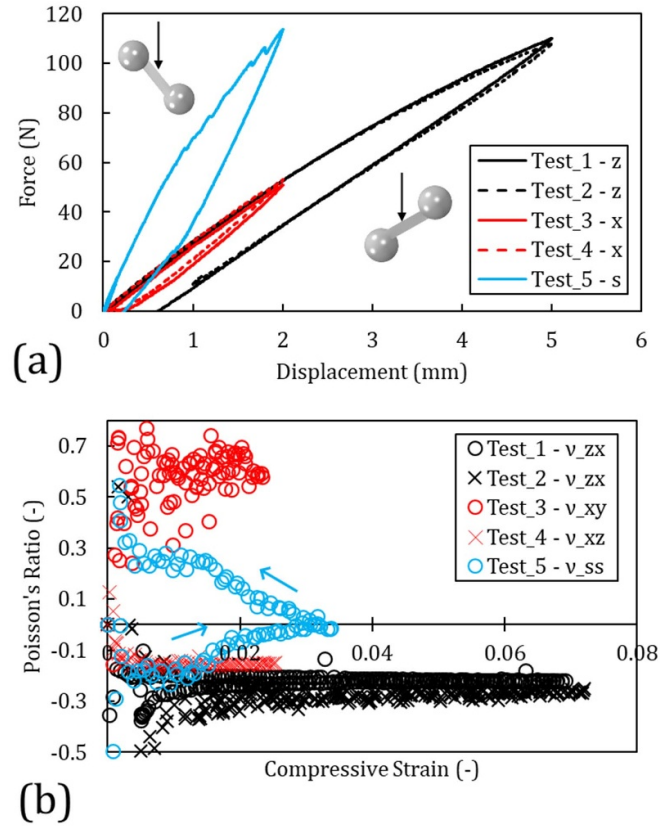 120
100
80
60
40
20
0
Force (N)
0 1 2 3 4 5 6
Displacement (mm)
Test_1 - z
Test_2 - z
Test_3 - x
Test_4 - x
Test_5 - s
(a)
0.7
0.5
0.3
0.1
-0.1
-0.3
-0.5
Poisson's Ratio (-)
0 0.02 0.04 0.06 0.08
Compressive Strain (-)
Test_1 - ν_zx
Test_2 - ν_zx
Test_3 - ν_xy
Test_4 - ν_xz
Test_5 - ν_ss
(b)